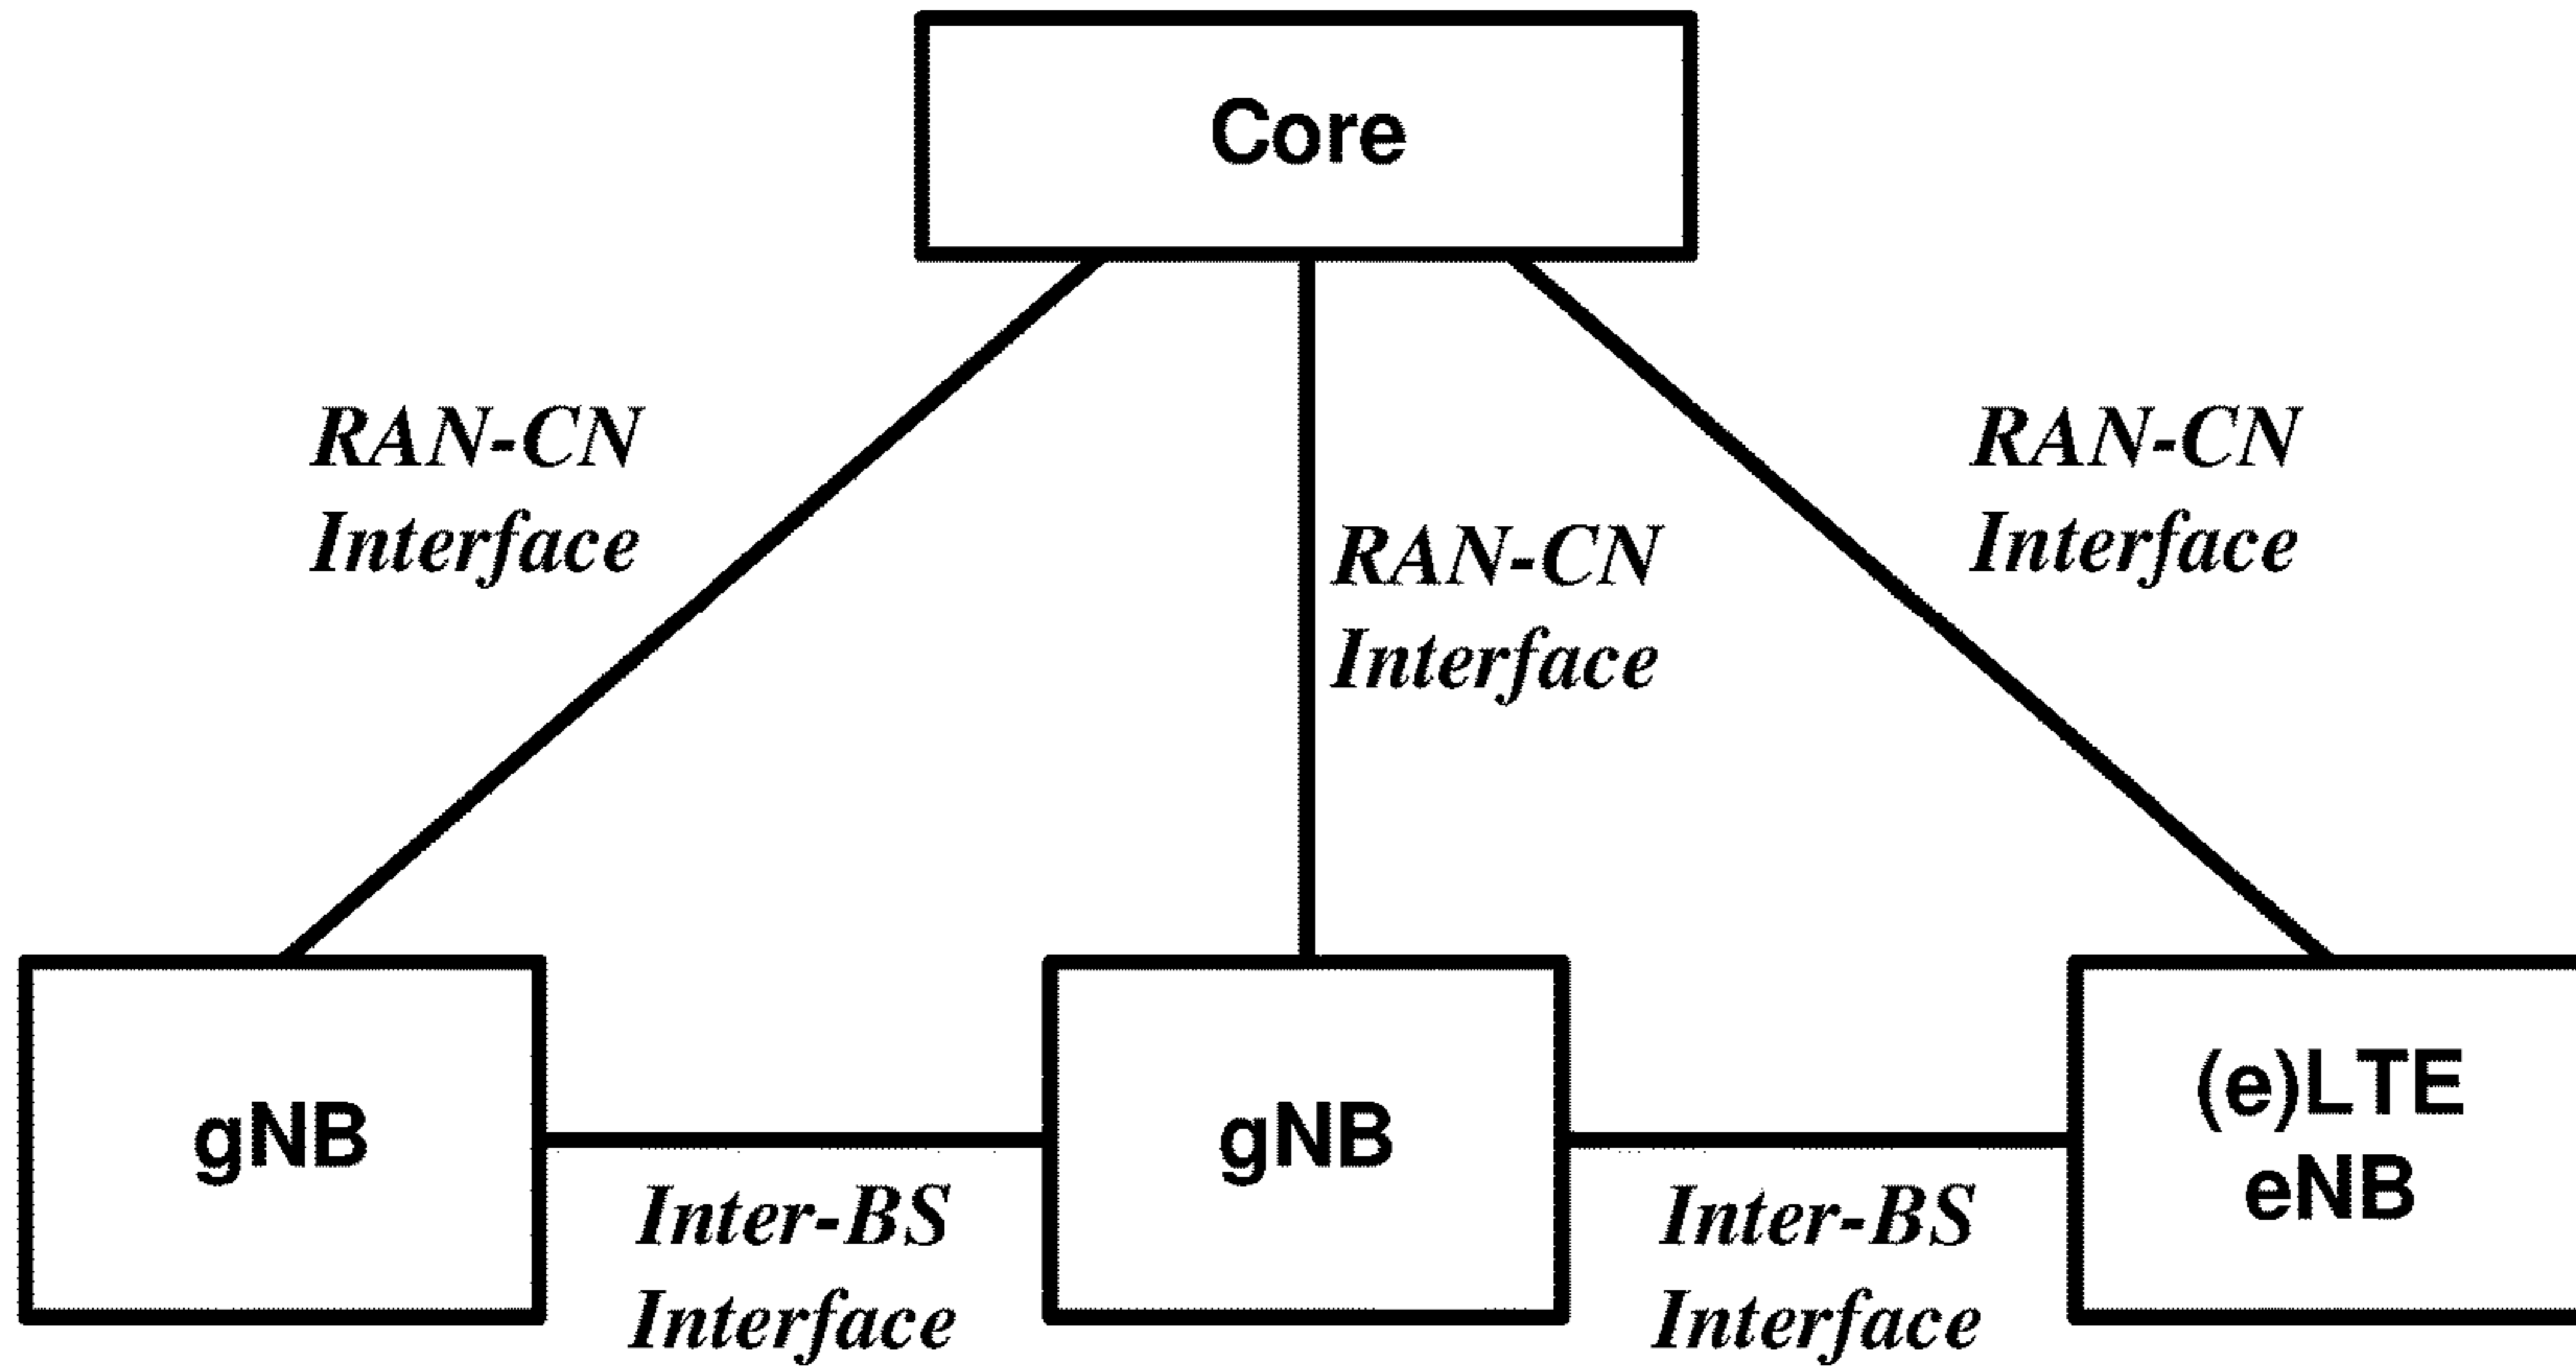 Core
RAN-CN
Interface
RAN-CN
Interface
RAN-CN
Interface
gNB
Inter-BS
Interface
gNB
Inter-BS
Interface
(e)LTE
eNB